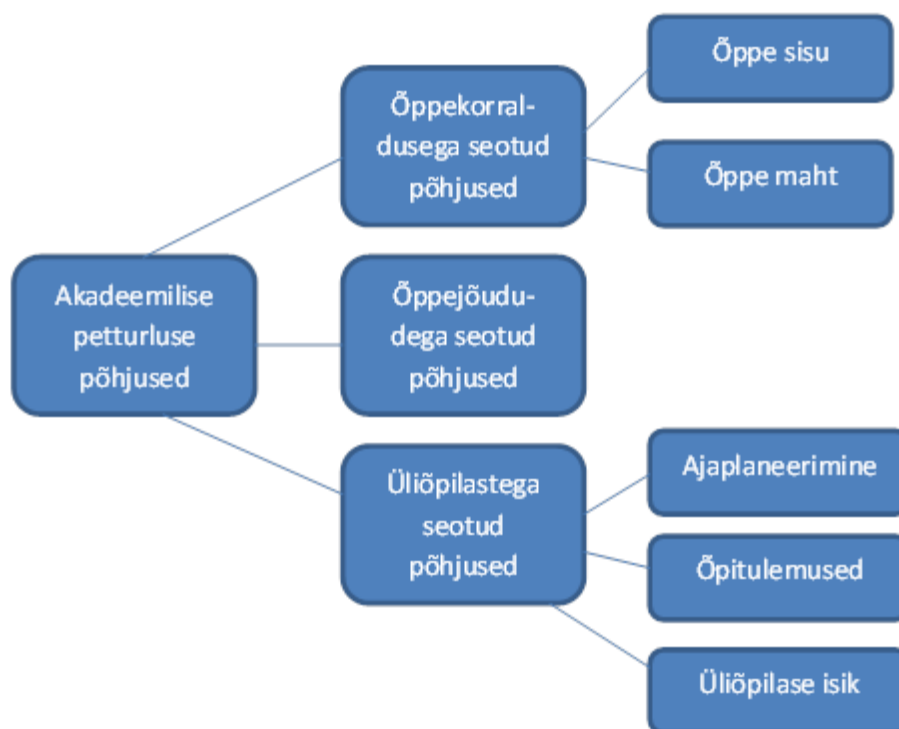 Akadeemilise
petturluse
põhjused
Õppekorral-
dusega seotud
põhjused
Õppe sisu
Õppe maht
Õppejõudu-
dega seotud
põhjused
Üliõpilastega
seotud
põhjused
Ajaplaneerimine
Õpitulemused
Üliõpilase isik